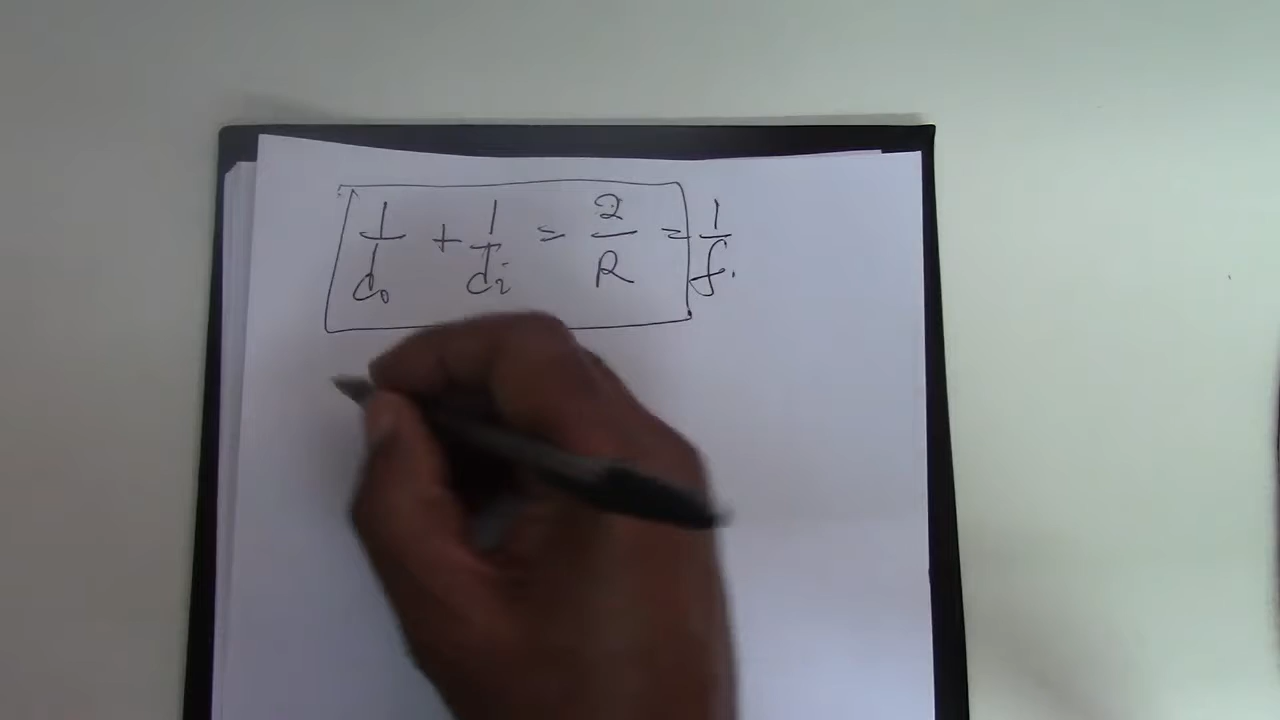 1/d₀ + 1/dᵢ = 2/R = 1/f.